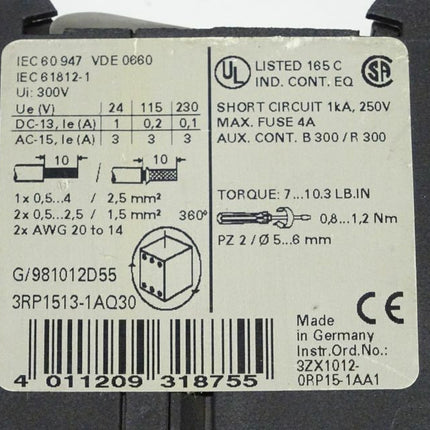 IEC 60 947 VDE 0660
IEC 61812-1
Ui: 300V
Ue (V) 24 115 230
DC-13, Ie (A) 1 0,2 0,1
AC-15, Ie (A) 3 3 3
10 / 10
1 x 0,5...4 / 2,5 mm²
2 x 0,5...2,5 / 1,5 mm²
2x AWG 20 to 14
360°
G/981012D55
3RP1513-1AQ30
UL LISTED 165 C SA
IND. CONT. EQ
SHORT CIRCUIT 1kA, 250V
MAX. FUSE 4A
AUX. CONT. B 300 / R 300
TORQUE: 7...10.3 LB.IN
0,8...1,2 Nm
PZ 2 / Ø 5...6 mm
CE
Made
in Germany
Instr.Ord.No.:
3ZX1012-
0RP15-1AA1
4 011209 318755